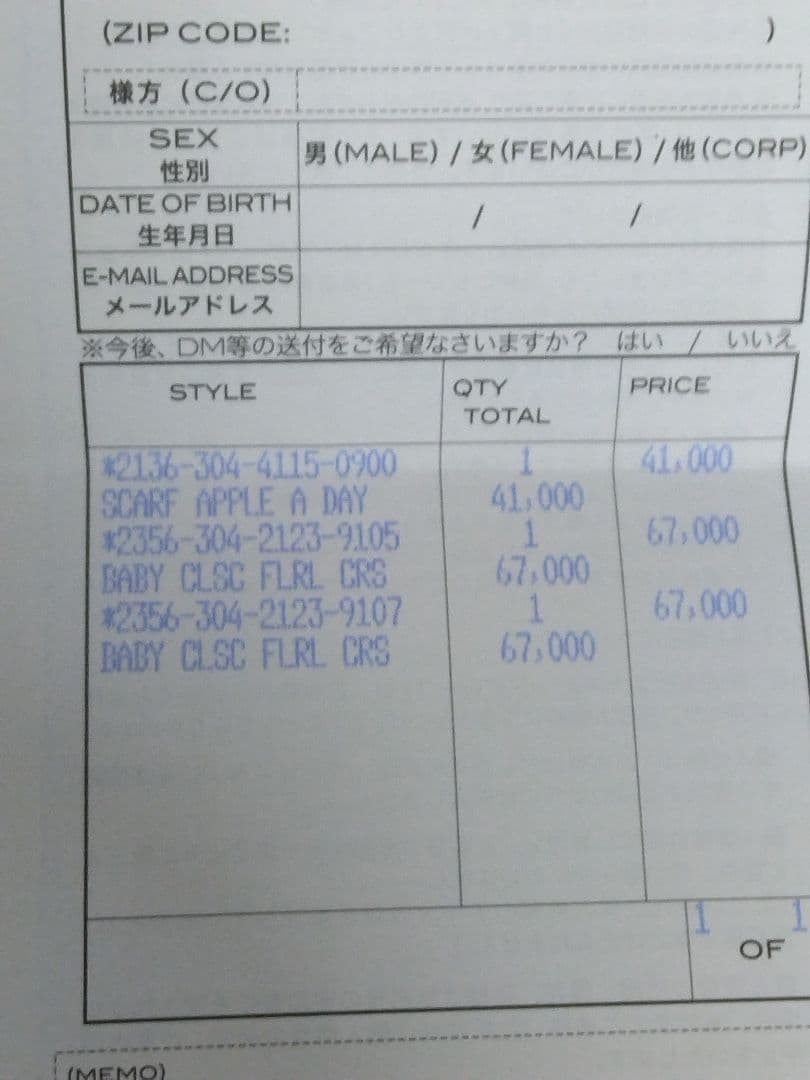 (ZIP CODE: )
様方 (C/O)
SEX
性別
男(MALE) / 女(FEMALE) / 他(CORP)
DATE OF BIRTH
生年月日
/ /
E-MAIL ADDRESS
メールアドレス
※今後、DM等の送付をご希望なさいますか? はい / いいえ
STYLE QTY PRICE
TOTAL
*2136-304-4115-0900 1 41,000
SCARF APPLE A DAY 41,000
*2356-304-2123-9105 1 67,000
BABY CLSC FLRL CRS 67,000
*2356-304-2123-9107 1 67,000
BABY CLSC FLRL CRS 67,000
1 1
OF
(MEMO)